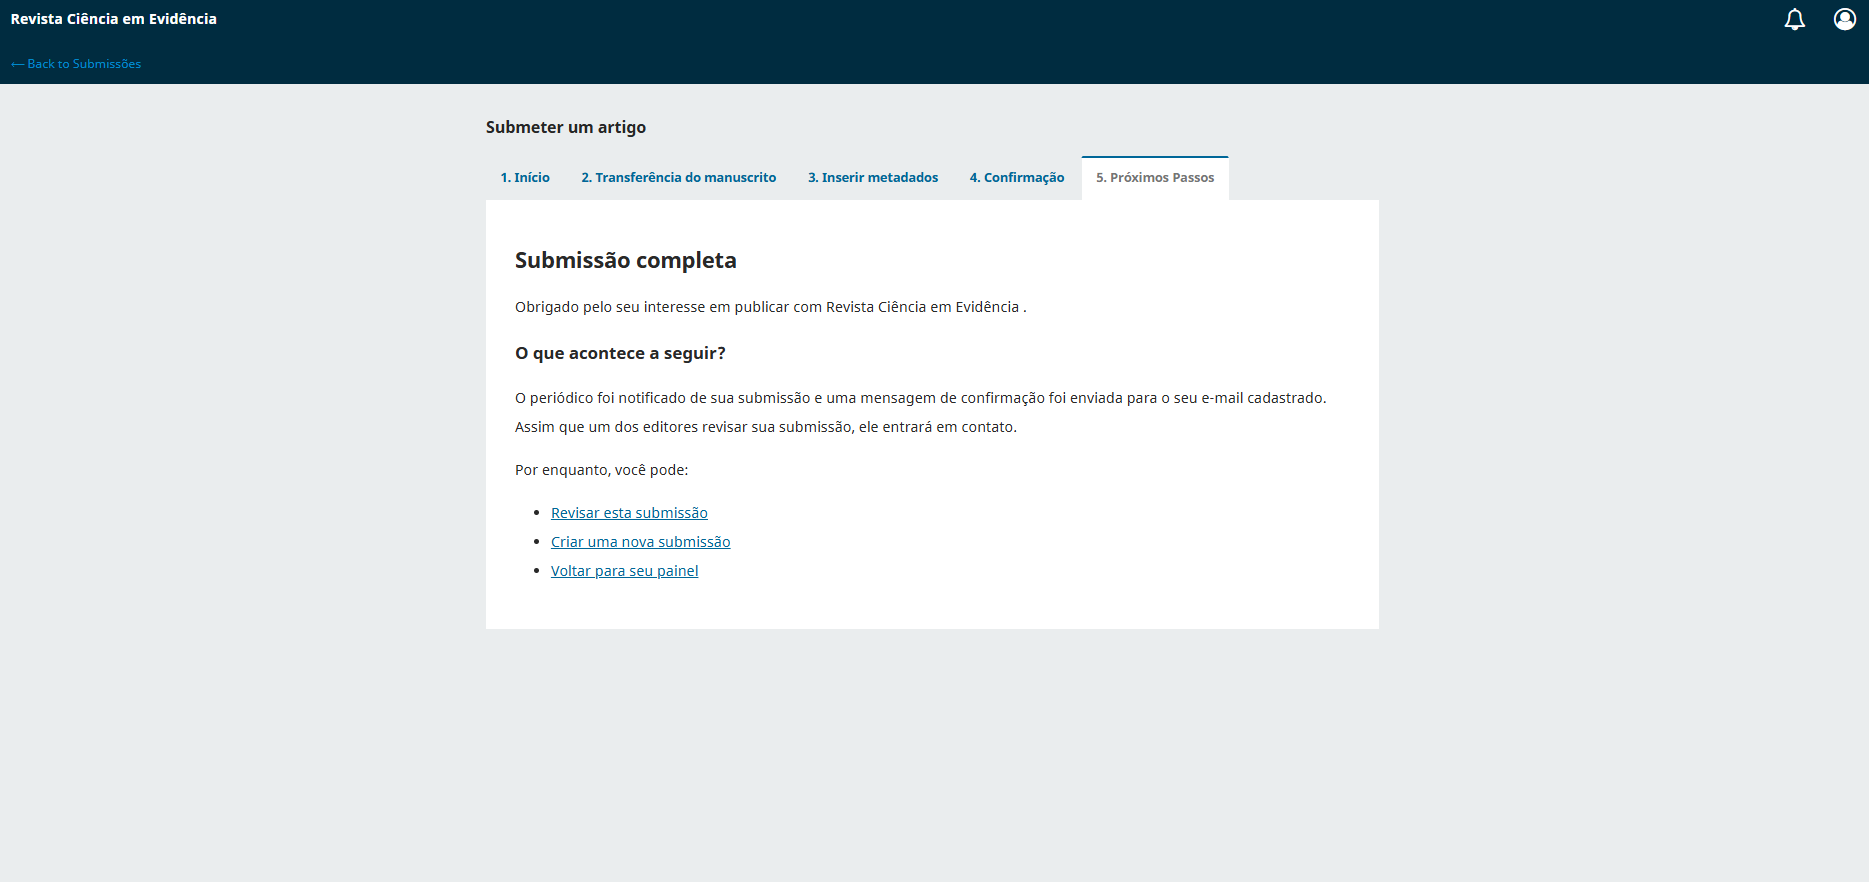 Revista Ciência em Evidência
← Back to Submissões
Submeter um artigo
1. Início
2. Transferência do manuscrito
3. Inserir metadados
4. Confirmação
5. Próximos Passos
Submissão completa
Obrigado pelo seu interesse em publicar com Revista Ciência em Evidência .
O que acontece a seguir?
O periódico foi notificado de sua submissão e uma mensagem de confirmação foi enviada para o seu e-mail cadastrado.
Assim que um dos editores revisar sua submissão, ele entrará em contato.
Por enquanto, você pode:
• Revisar esta submissão
• Criar uma nova submissão
• Voltar para seu painel